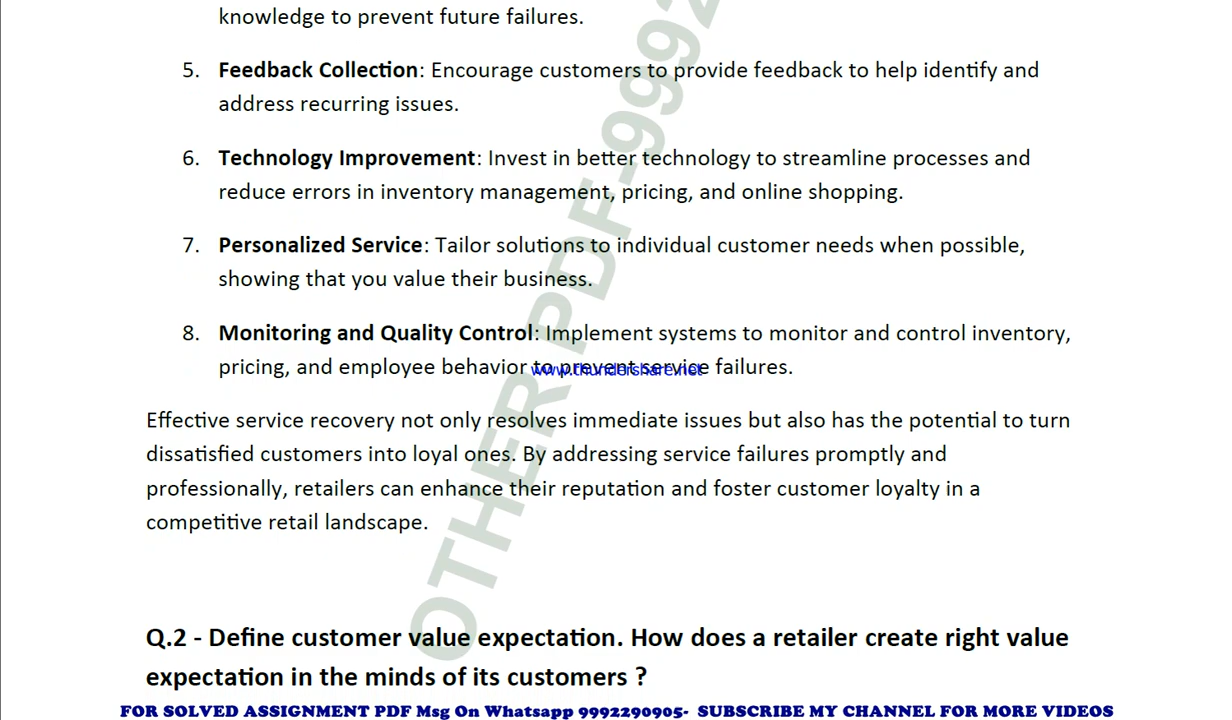 knowledge to prevent future failures.
5. Feedback Collection: Encourage customers to provide feedback to help identify and
address recurring issues.
6. Technology Improvement: Invest in better technology to streamline processes and
reduce errors in inventory management, pricing, and online shopping.
7. Personalized Service: Tailor solutions to individual customer needs when possible,
showing that you value their business.
8. Monitoring and Quality Control: Implement systems to monitor and control inventory,
pricing, and employee behavior to prevent service failures.
www.thundershare.net
Effective service recovery not only resolves immediate issues but also has the potential to turn
dissatisfied customers into loyal ones. By addressing service failures promptly and
professionally, retailers can enhance their reputation and foster customer loyalty in a
competitive retail landscape.
OTHER PDF-9992
Q.2 - Define customer value expectation. How does a retailer create right value
expectation in the minds of its customers ?
FOR SOLVED ASSIGNMENT PDF Msg On Whatsapp 9992290905- SUBSCRIBE MY CHANNEL FOR MORE VIDEOS